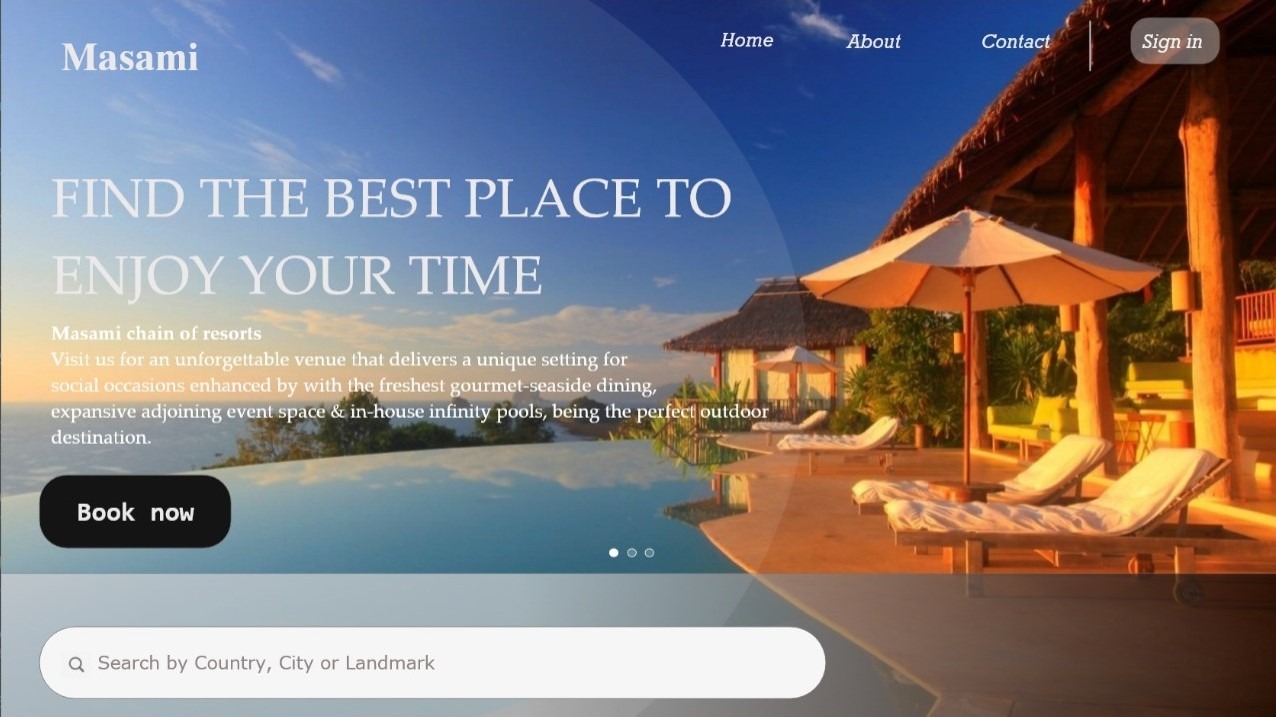 Masami
Home
About
Contact
Sign in
FIND THE BEST PLACE TO
ENJOY YOUR TIME
Masami chain of resorts
Visit us for an unforgettable venue that delivers a unique setting for
social occasions enhanced by with the freshest gourmet-seaside dining,
expansive adjoining event space & in-house infinity pools, being the perfect outdoor
destination.
Book now
Search by Country, City or Landmark